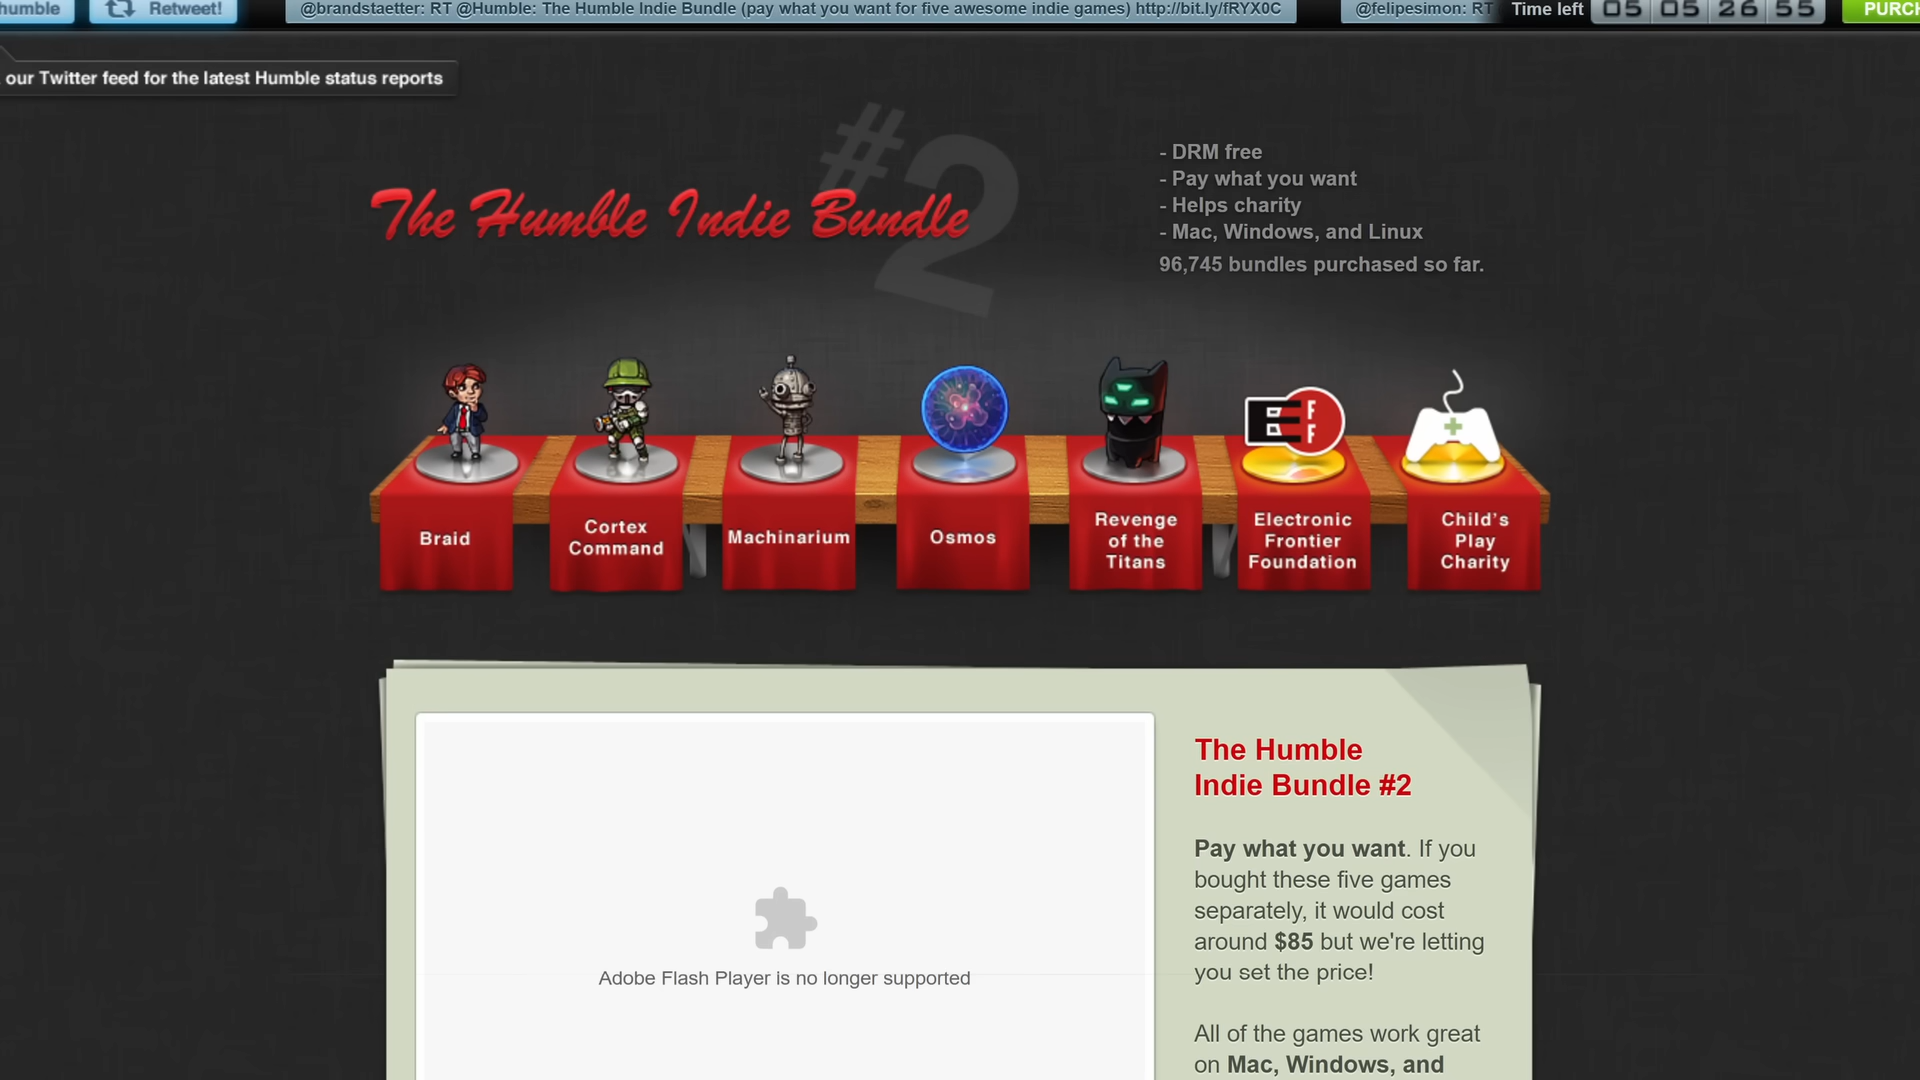 humble
Retweet!
@brandstaetter: RT @Humble: The Humble Indie Bundle (pay what you want for five awesome indie games) http://bit.ly/fRYX0C
@felipesimon: RT
Time left
05 05 26 55
PURCH
our Twitter feed for the latest Humble status reports
#2
The Humble Indie Bundle
- DRM free
- Pay what you want
- Helps charity
- Mac, Windows, and Linux
96,745 bundles purchased so far.
EFF
Braid
Cortex
Command
Machinarium
Osmos
Revenge
of the
Titans
Electronic
Frontier
Foundation
Child's
Play
Charity
The Humble
Indie Bundle #2
Pay what you want. If you
bought these five games
separately, it would cost
around $85 but we're letting
you set the price!
Adobe Flash Player is no longer supported
All of the games work great
on Mac, Windows, and